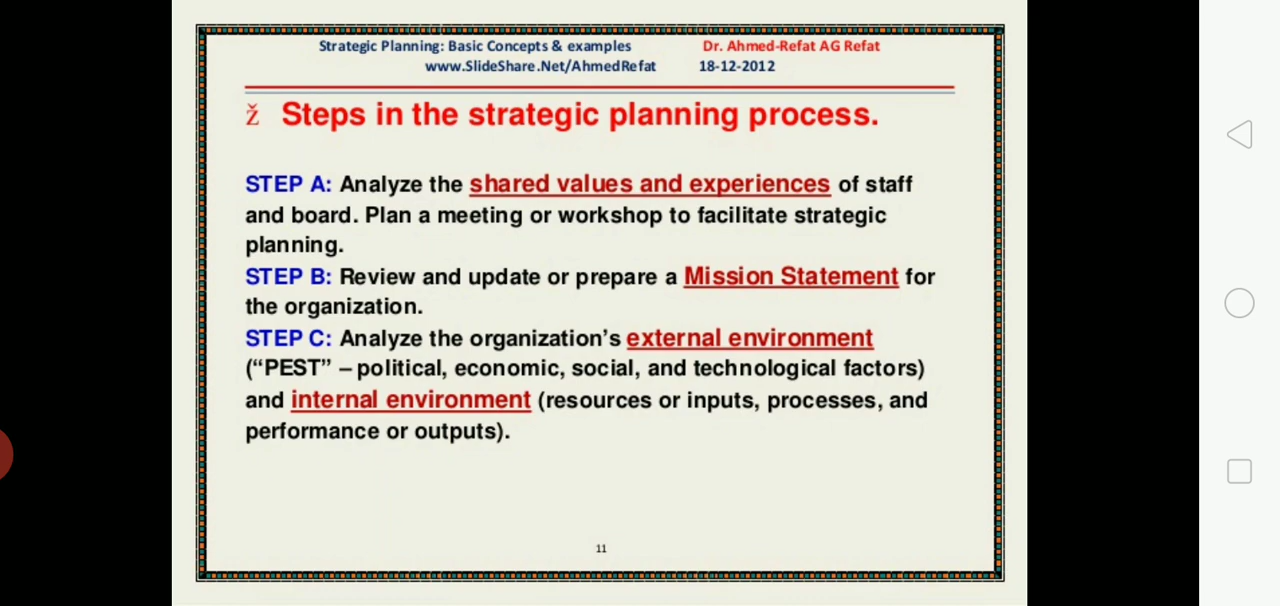 Strategic Planning: Basic Concepts & examples Dr. Ahmed-Refat AG Refat
www.SlideShare.Net/AhmedRefat 18-12-2012
ž Steps in the strategic planning process.
STEP A: Analyze the shared values and experiences of staff
and board. Plan a meeting or workshop to facilitate strategic
planning.
STEP B: Review and update or prepare a Mission Statement for
the organization.
STEP C: Analyze the organization’s external environment
(“PEST” – political, economic, social, and technological factors)
and internal environment (resources or inputs, processes, and
performance or outputs).
11